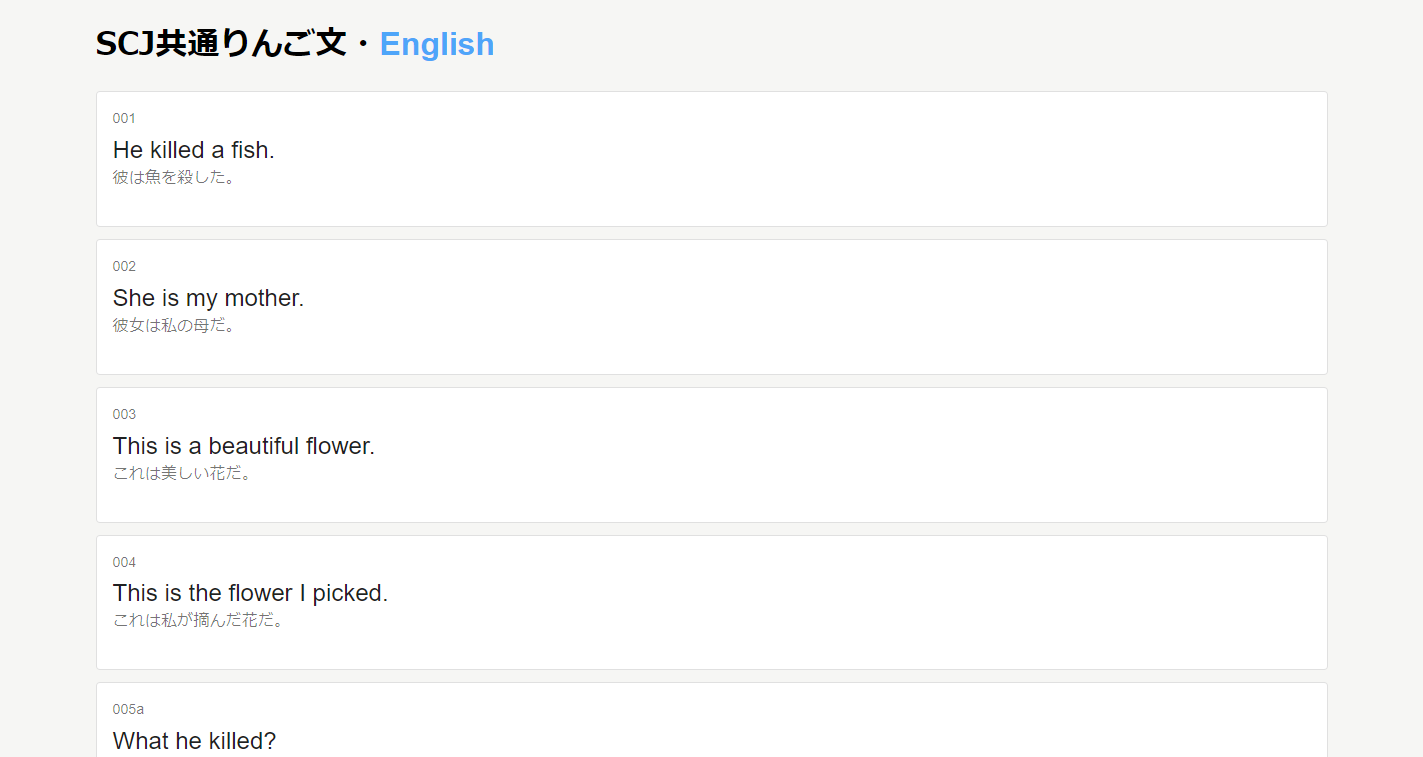 SCJ共通りんご文・English
001
He killed a fish.
彼は魚を殺した。
002
She is my mother.
彼女は私の母だ。
003
This is a beautiful flower.
これは美しい花だ。
004
This is the flower I picked.
これは私が摘んだ花だ。
005a
What he killed?